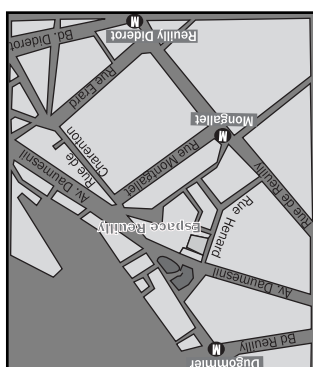 Bd. Diderot
M
Reuilly Diderot
Rue Erard
Mongallet
M
Rue de
Charenton
Rue Montgallet
Rue de Reuilly
Av. Daumesnil
Espace Reuilly
Rue Henard
Av. Daumesnil
M
Bd Reuilly
Dugommier